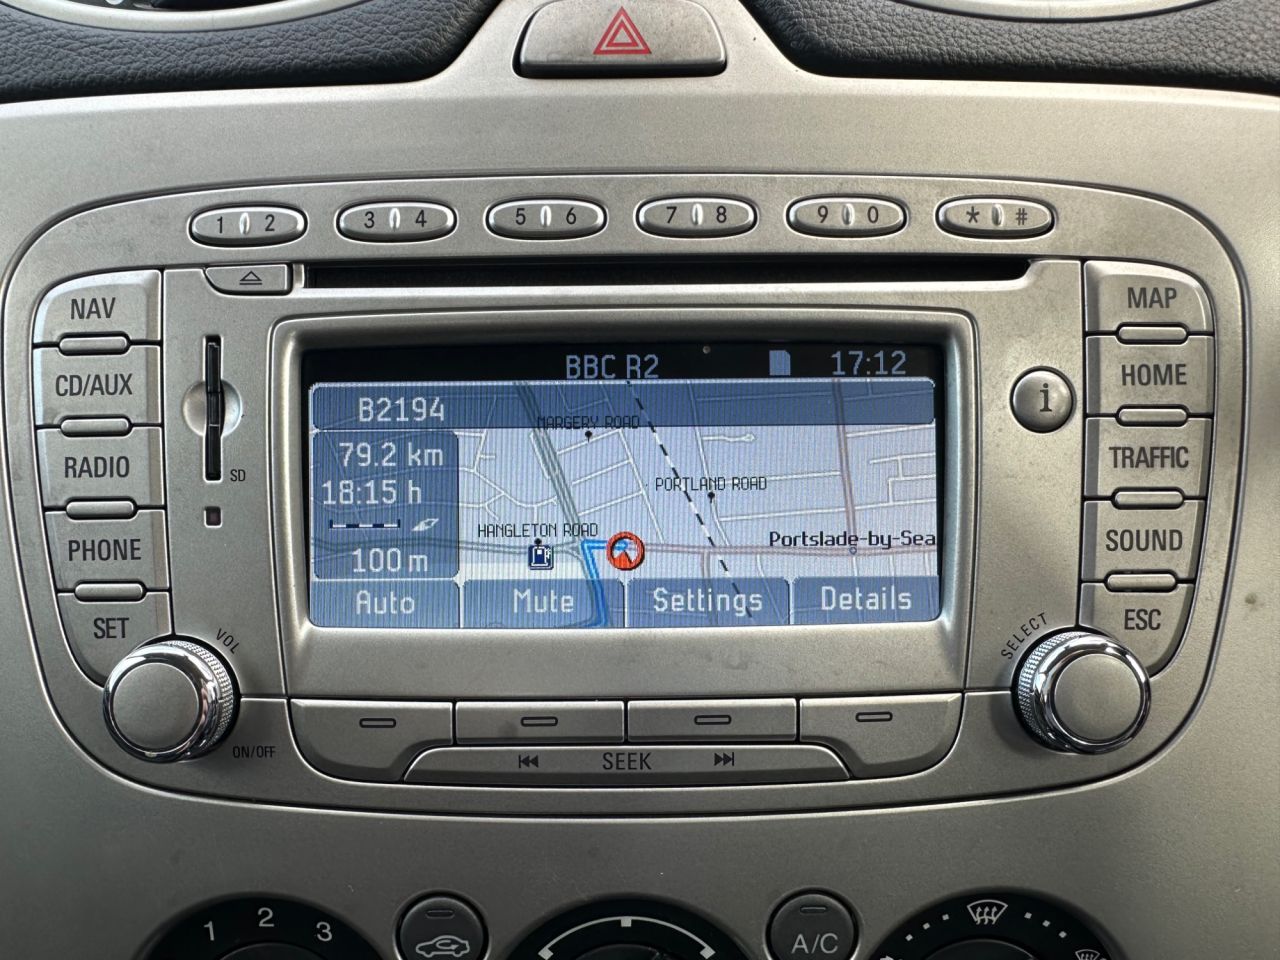 1 2 3 4 5 6 7 8 9 0 * #
NAV
CD/AUX
RADIO
PHONE
SET
SD
VOL
ON/OFF
BBC R2 17:12
B2194
79.2 km
18:15 h
100 m
MARGERY ROAD
PORTLAND ROAD
HANGLETON ROAD
Portslade-by-Sea
Auto Mute Settings Details
i
MAP
HOME
TRAFFIC
SOUND
ESC
SELECT
SEEK
1 2 3
A/C